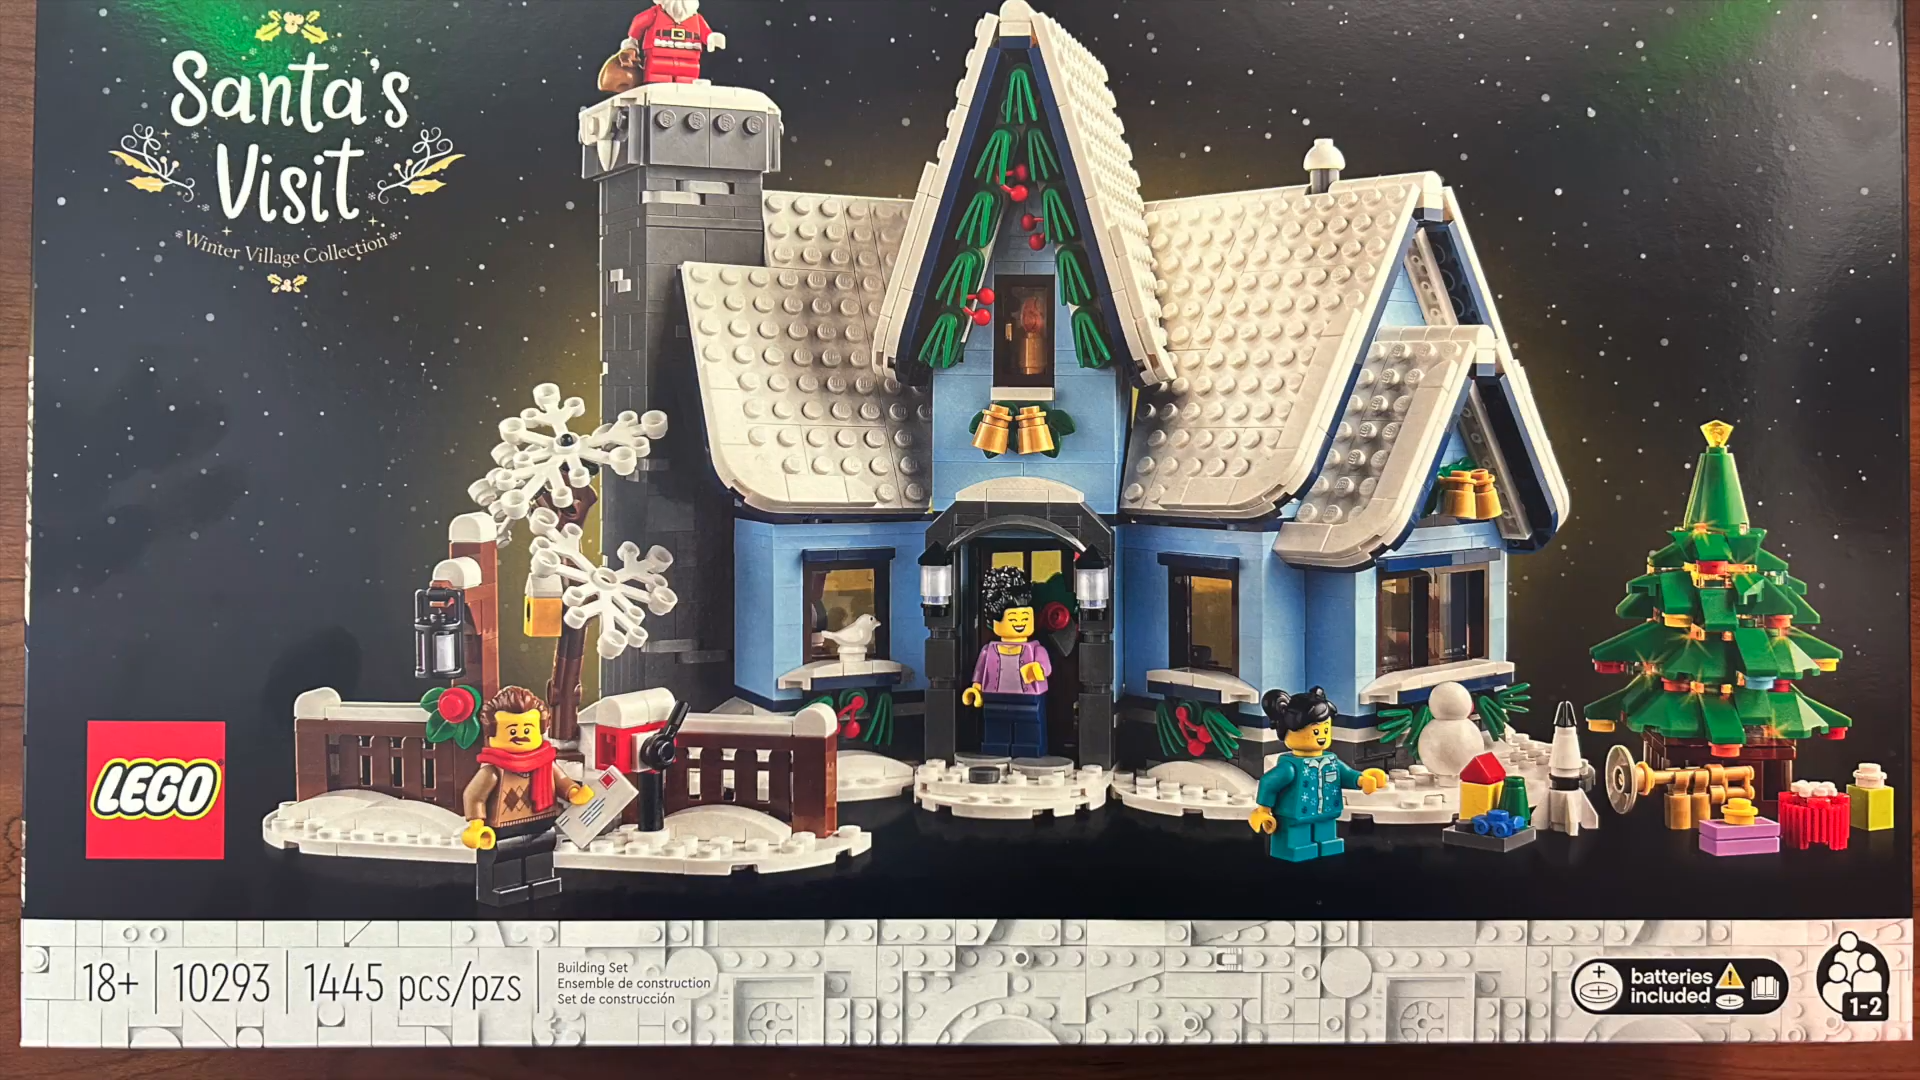 Santa's
Visit
Winter Village Collection
LEGO
18+ 10293 1445 pcs/pzs
Building Set
Ensemble de construction
Set de construcción
batteries
included
1-2